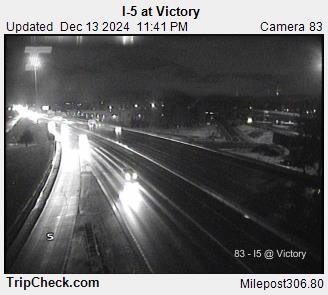 I-5 at Victory
Updated Dec 13 2024 11:41 PM Camera 83
S
83 - I5 @ Victory
TripCheck.com Milepost306.80